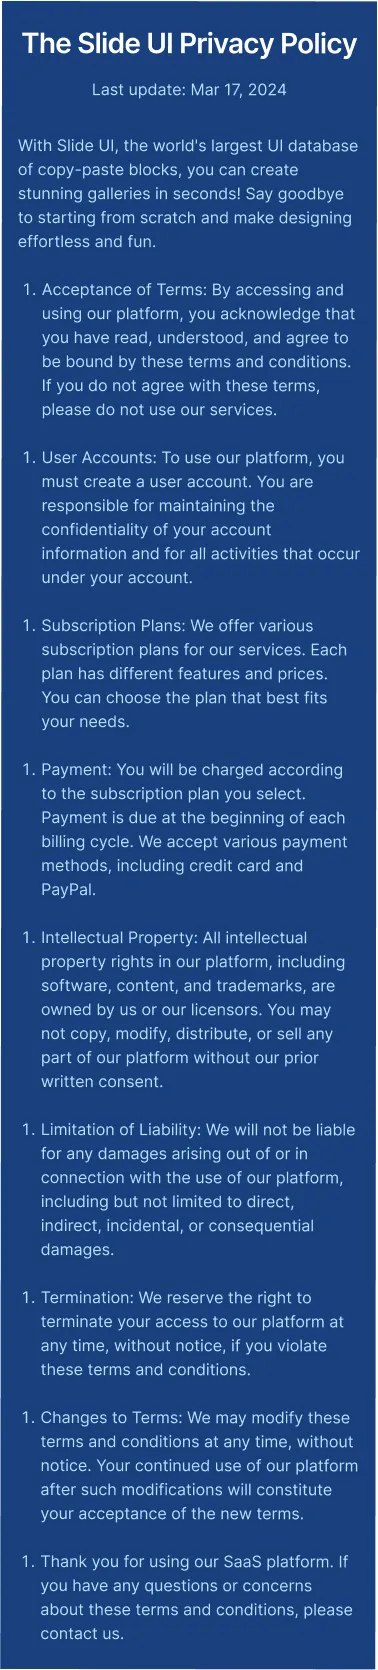 The Slide UI Privacy Policy
Last update: Mar 17, 2024
With Slide UI, the world's largest UI database
of copy-paste blocks, you can create
stunning galleries in seconds! Say goodbye
to starting from scratch and make designing
effortless and fun.
1. Acceptance of Terms: By accessing and
using our platform, you acknowledge that
you have read, understood, and agree to
be bound by these terms and conditions.
If you do not agree with these terms,
please do not use our services.
1. User Accounts: To use our platform, you
must create a user account. You are
responsible for maintaining the
confidentiality of your account
information and for all activities that occur
under your account.
1. Subscription Plans: We offer various
subscription plans for our services. Each
plan has different features and prices.
You can choose the plan that best fits
your needs.
1. Payment: You will be charged according
to the subscription plan you select.
Payment is due at the beginning of each
billing cycle. We accept various payment
methods, including credit card and
PayPal.
1. Intellectual Property: All intellectual
property rights in our platform, including
software, content, and trademarks, are
owned by us or our licensors. You may
not copy, modify, distribute, or sell any
part of our platform without our prior
written consent.
1. Limitation of Liability: We will not be liable
for any damages arising out of or in
connection with the use of our platform,
including but not limited to direct,
indirect, incidental, or consequential
damages.
1. Termination: We reserve the right to
terminate your access to our platform at
any time, without notice, if you violate
these terms and conditions.
1. Changes to Terms: We may modify these
terms and conditions at any time, without
notice. Your continued use of our platform
after such modifications will constitute
your acceptance of the new terms.
1. Thank you for using our SaaS platform. If
you have any questions or concerns
about these terms and conditions, please
contact us.